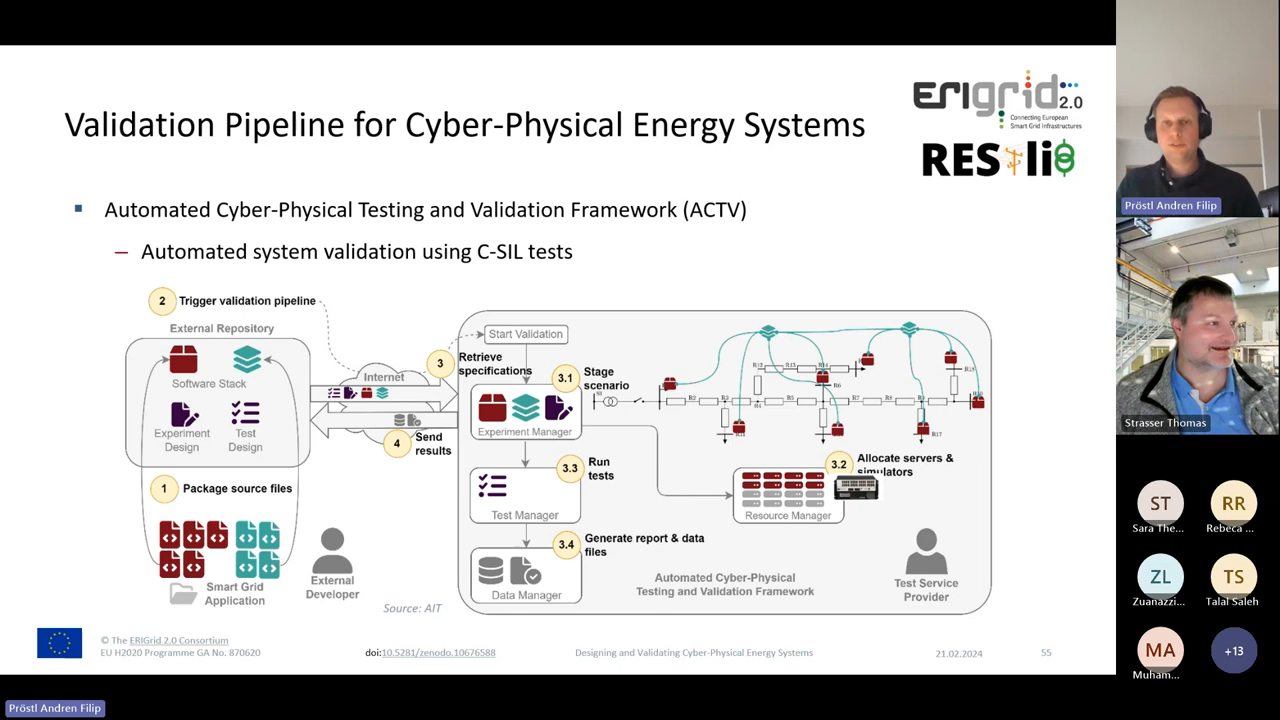 Validation Pipeline for Cyber-Physical Energy Systems
ERIgrid 2.0
Connecting European
Smart Grid Infrastructures
RESili8
Automated Cyber-Physical Testing and Validation Framework (ACTV)
Automated system validation using C-SIL tests
2 Trigger validation pipeline
External Repository
Software Stack
Experiment
Design
Test
Design
1 Package source files
Smart Grid
Application
External
Developer
Internet
3 Retrieve
specifications
4 Send
results
Start Validation
3.1 Stage
scenario
Experiment Manager
3.3 Run
tests
Test Manager
3.4 Generate report & data
files
Data Manager
R2
R5
R6
R7
R8
R17
3.2 Allocate servers &
simulators
Resource Manager
Automated Cyber-Physical
Testing and Validation Framework
Test Service
Provider
Source: AIT
© The ERIGrid 2.0 Consortium
EU H2020 Programme GA No. 870620
doi:10.5281/zenodo.10676588
Designing and Validating Cyber-Physical Energy Systems
21.02.2024
55
Pröstl Andren Filip
Strasser Thomas
ST
Sara The...
RR
Rebeca ...
ZL
Zuanazzi...
TS
Talal Saleh
MA
Muham...
+13
Pröstl Andren Filip